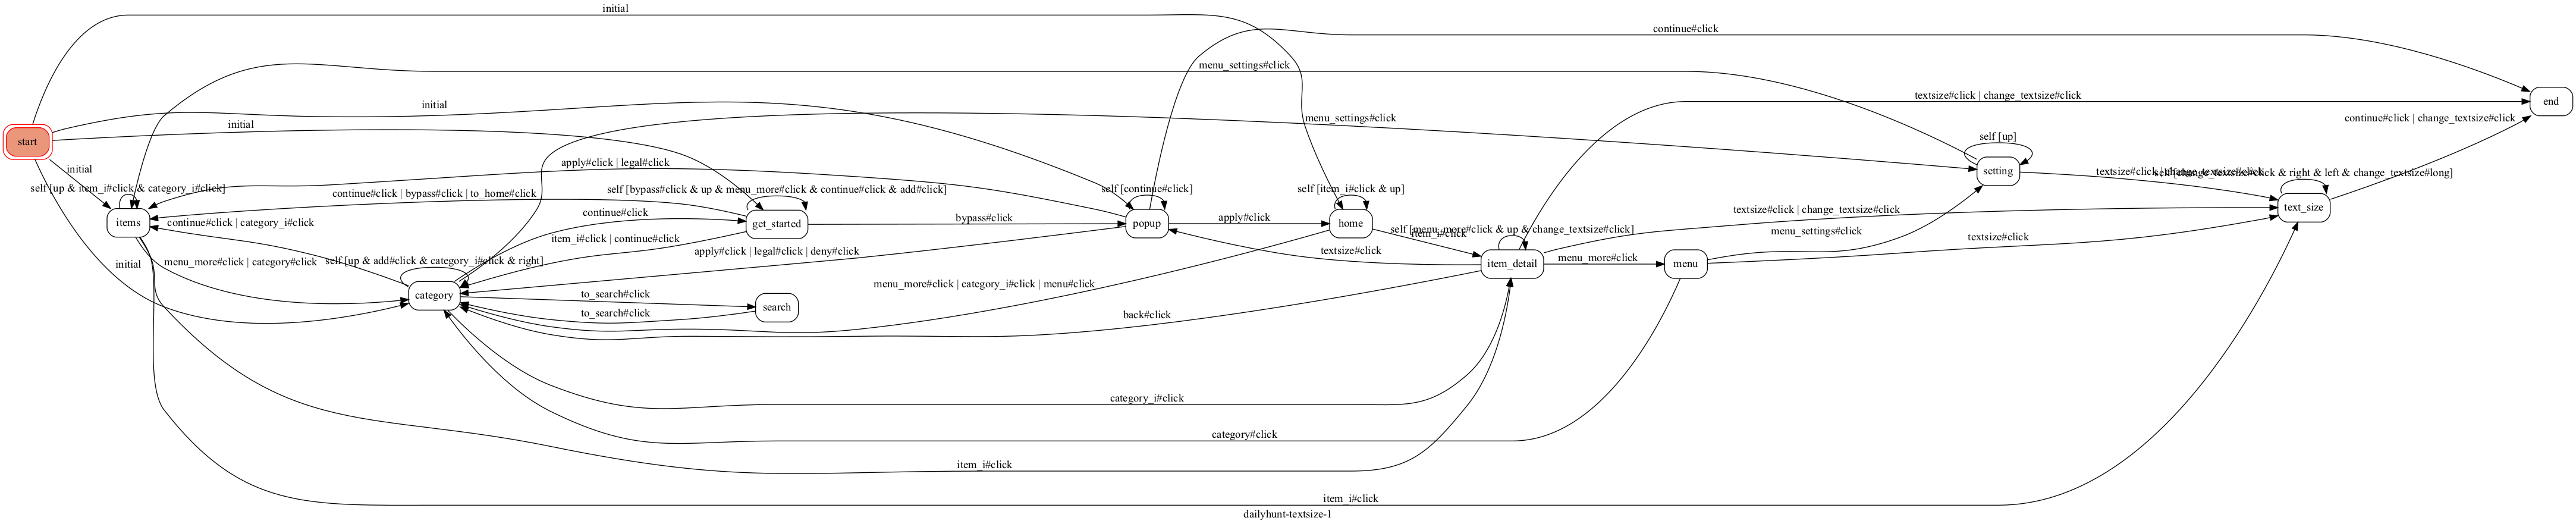 initial
continue#click
menu_settings#click
textsize#click | change_textsize#click
end
initial
menu_settings#click
continue#click | change_textsize#click
initial
start
self [up]
initial
apply#click | legal#click
setting
textsize#click | change_textsize#click
self [change_textsize#click & right & left & change_textsize#long]
self [up & item_i#click & category_i#click]
continue#click | bypass#click | to_home#click
self [bypass#click & up & menu_more#click & continue#click & add#click]
self [continue#click]
self [item_i#click & up]
text_size
items
continue#click | category_i#click
continue#click
get_started
bypass#click
popup
apply#click
home
textsize#click | change_textsize#click
item_i#click | continue#click
self [menu_more#click & up & change_textsize#click]
item_i#click
menu_settings#click
textsize#click
apply#click | legal#click | deny#click
textsize#click
item_detail
menu_more#click
menu
initial
menu_more#click | category#click
self [up & add#click & category_i#click & right]
menu_more#click | category_i#click | menu#click
category
to_search#click
search
to_search#click
back#click
category_i#click
category#click
item_i#click
item_i#click
dailyhunt-textsize-1